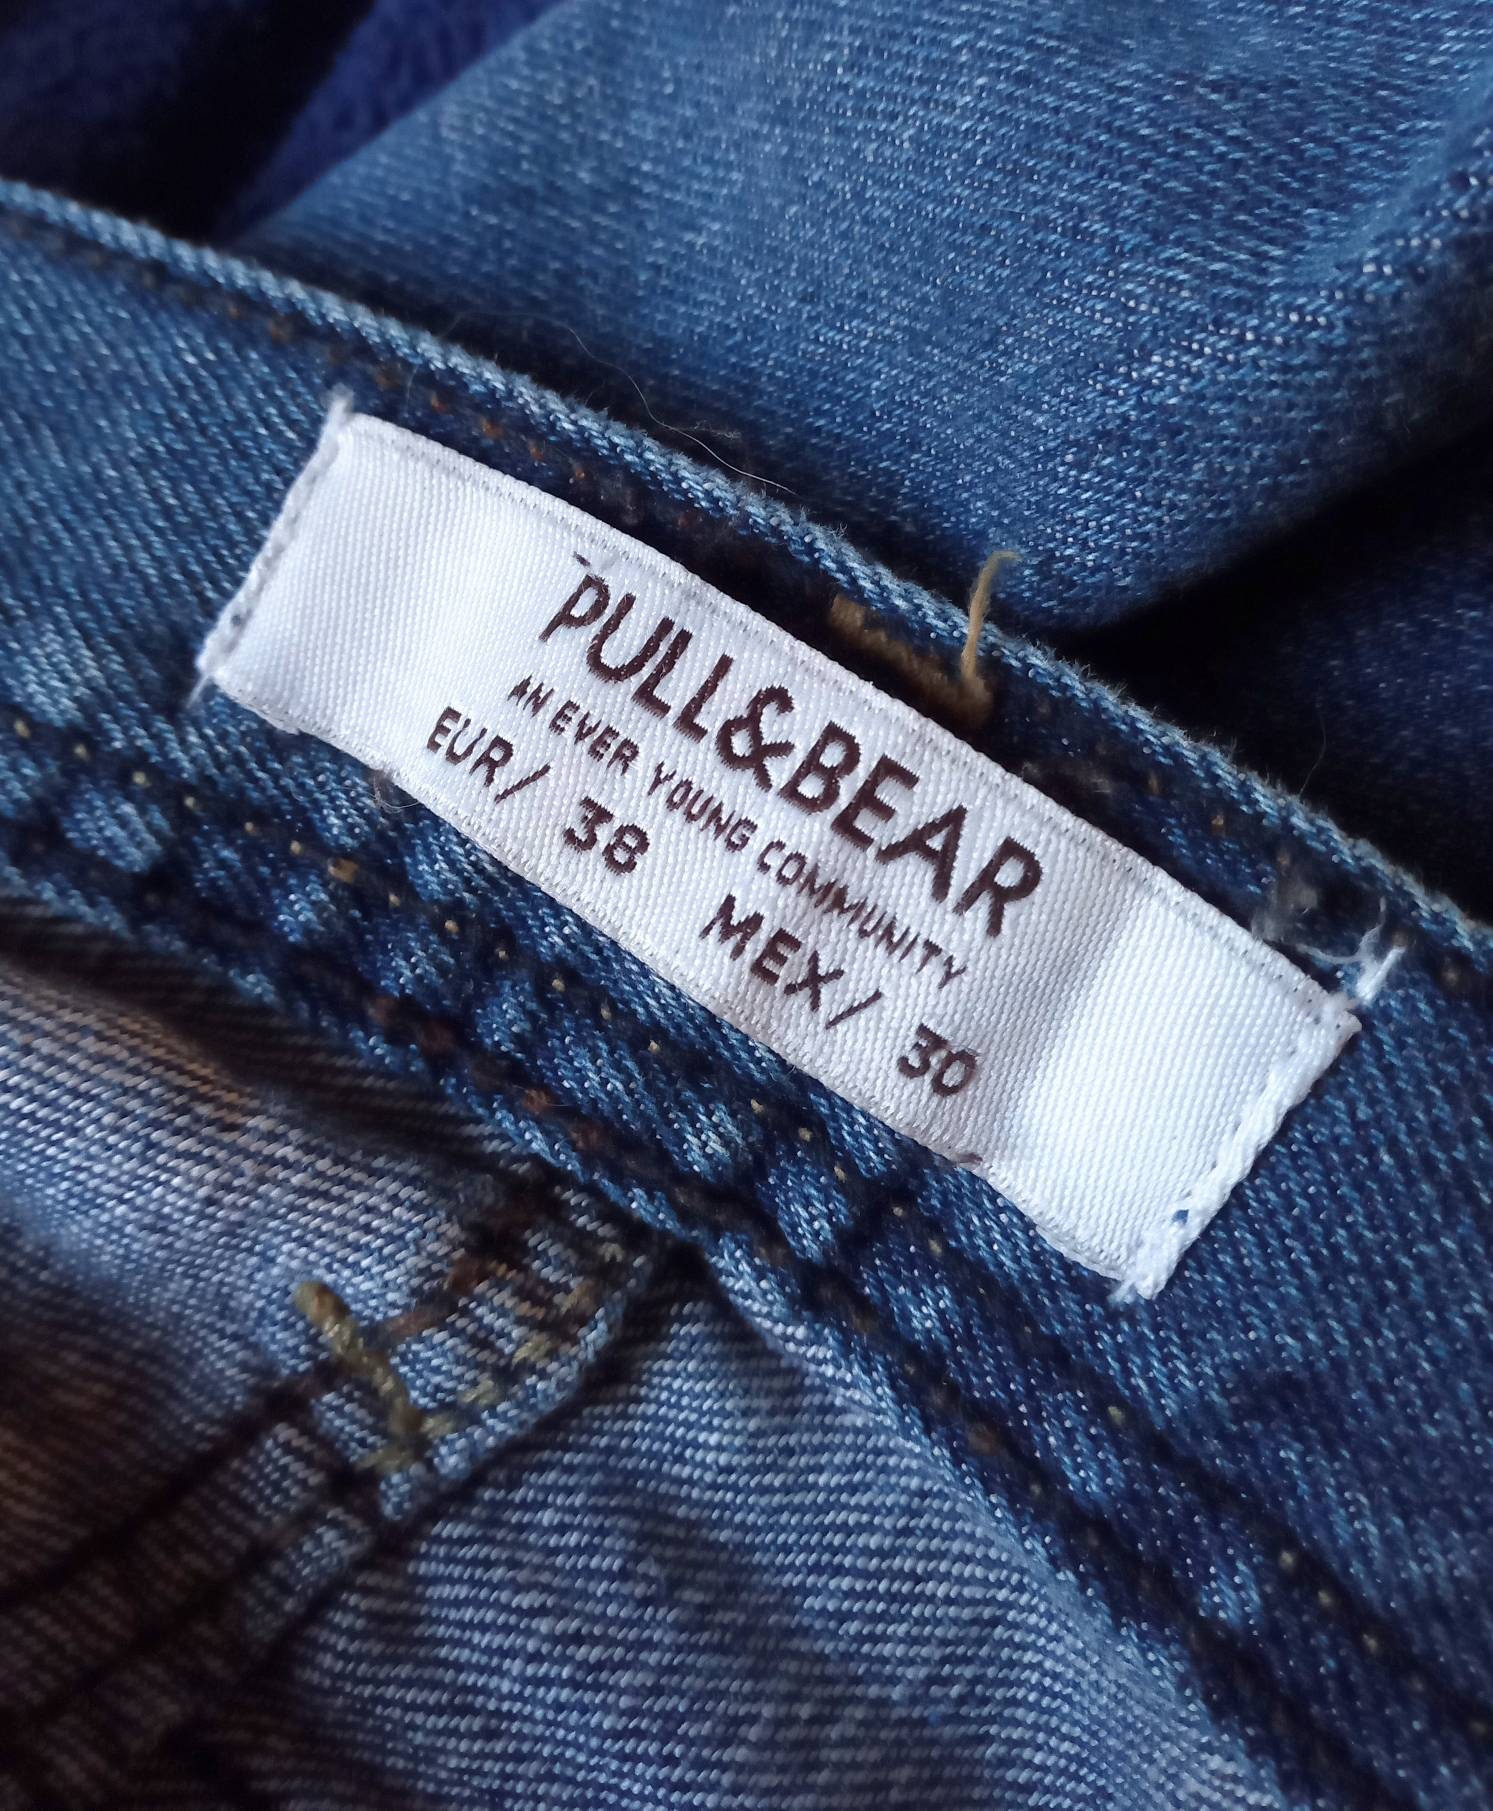 PULL&BEAR
AN EVER YOUNG COMMUNITY
EUR/ 38 MEX/ 30